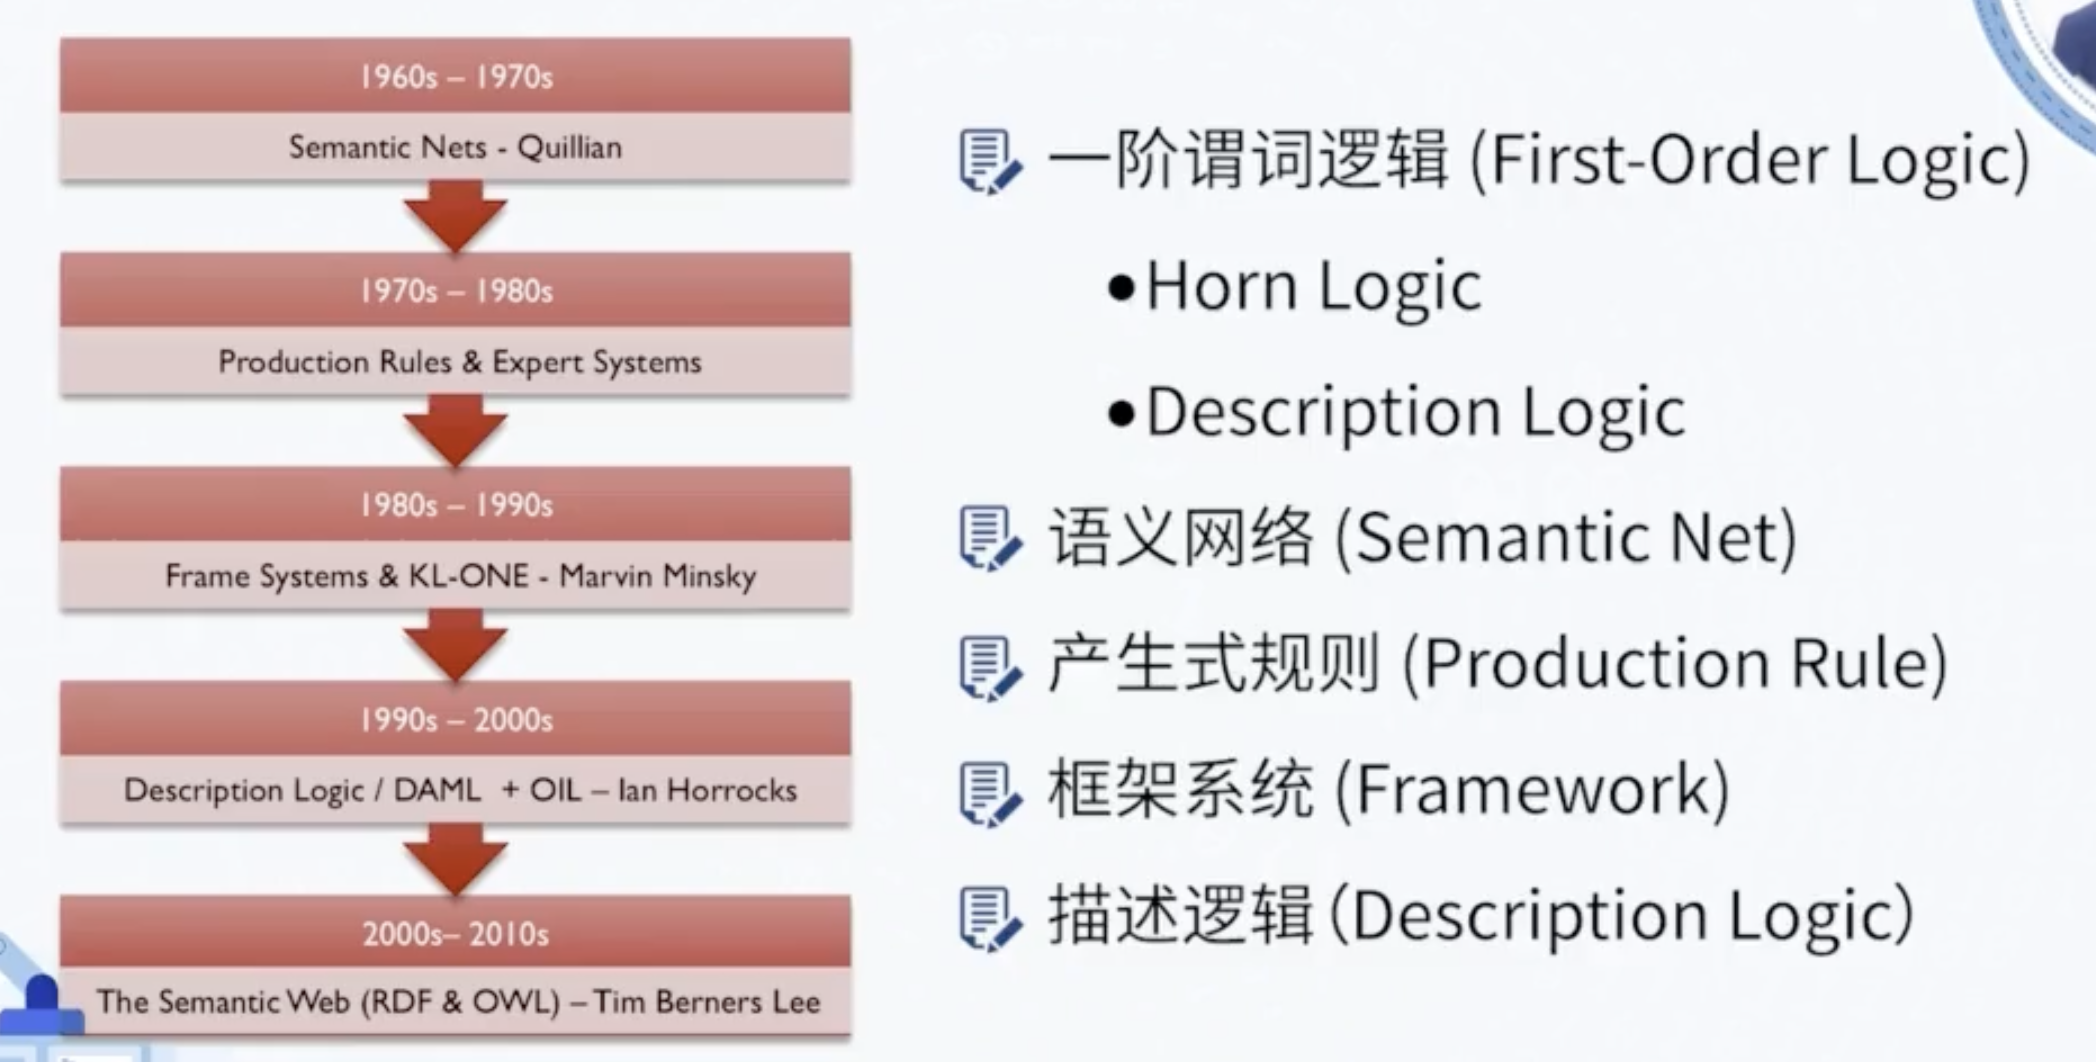 1960s – 1970s
Semantic Nets - Quillian
1970s – 1980s
Production Rules & Expert Systems
1980s – 1990s
Frame Systems & KL-ONE - Marvin Minsky
1990s – 2000s
Description Logic / DAML + OIL – Ian Horrocks
2000s– 2010s
The Semantic Web (RDF & OWL) – Tim Berners Lee
一阶谓词逻辑 (First-Order Logic)
•Horn Logic
•Description Logic
语义网络 (Semantic Net)
产生式规则 (Production Rule)
框架系统 (Framework)
描述逻辑（Description Logic）